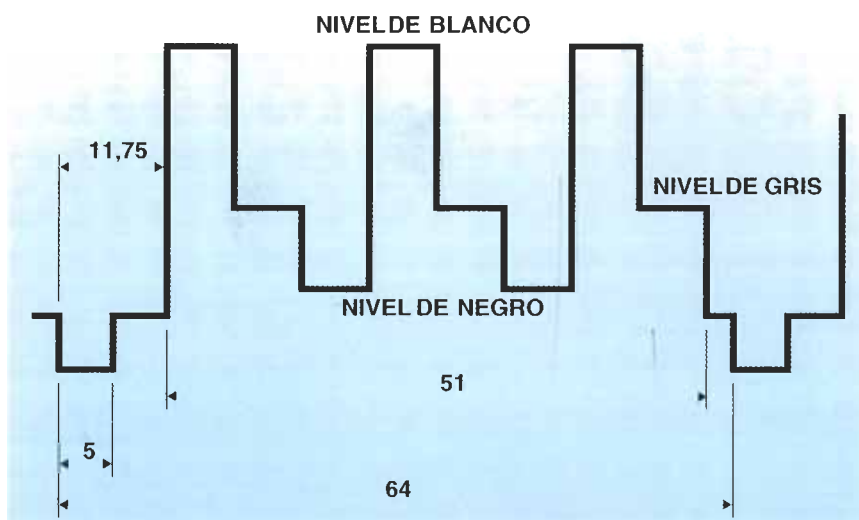 NIVEL DE BLANCO
11,75
NIVEL DE GRIS
NIVEL DE NEGRO
51
5
64